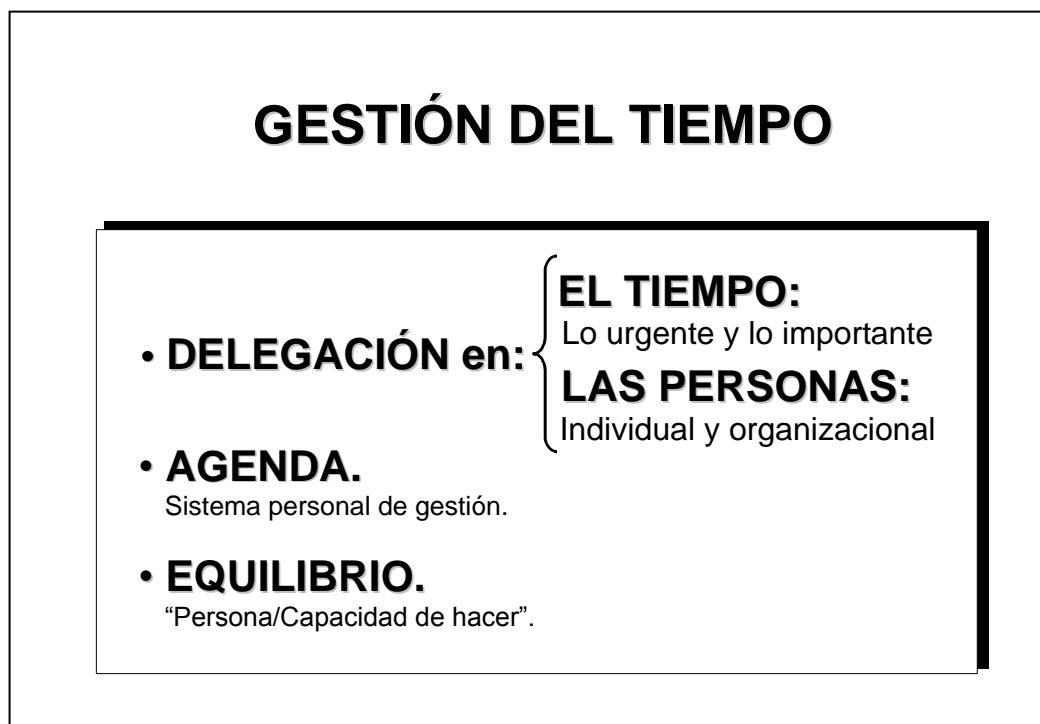 GESTIÓN DEL TIEMPO
• DELEGACIÓN en:
EL TIEMPO:
Lo urgente y lo importante
LAS PERSONAS:
Individual y organizacional
• AGENDA.
Sistema personal de gestión.
• EQUILIBRIO.
“Persona/Capacidad de hacer”.